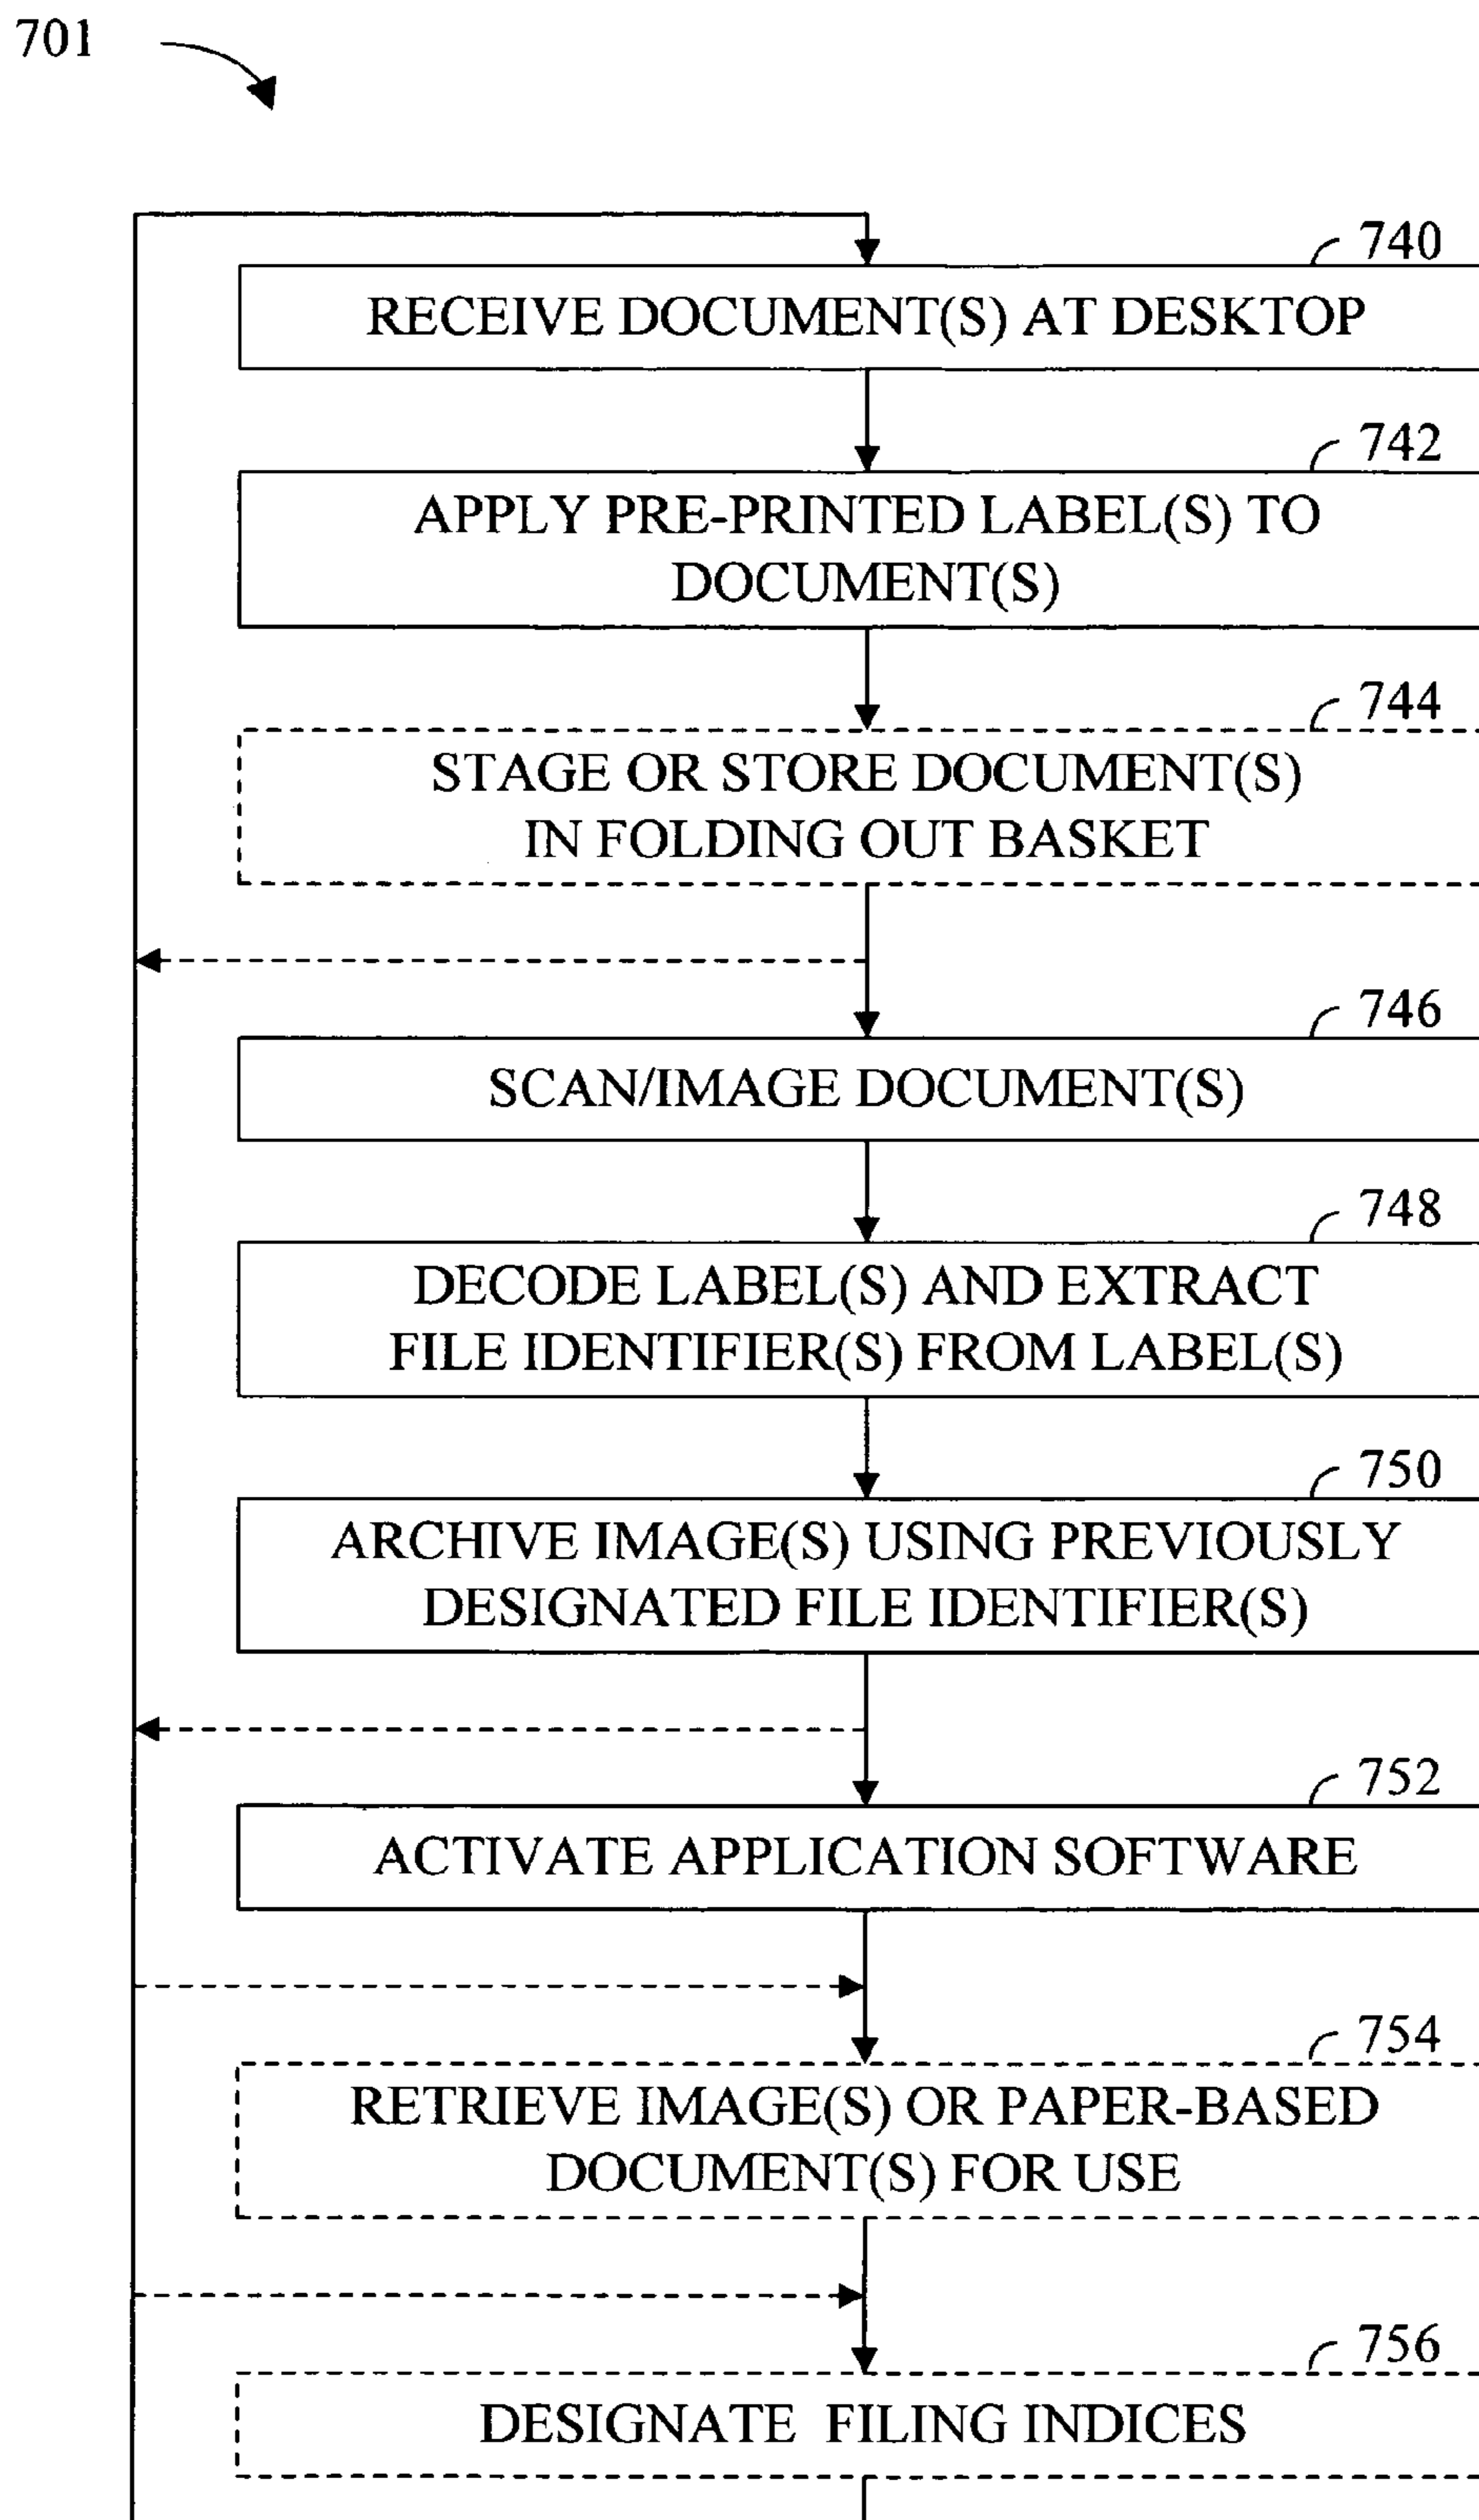 701
740
RECEIVE DOCUMENT(S) AT DESKTOP
742
APPLY PRE-PRINTED LABEL(S) TO
DOCUMENT(S)
744
STAGE OR STORE DOCUMENT(S)
IN FOLDING OUT BASKET
746
SCAN/IMAGE DOCUMENT(S)
748
DECODE LABEL(S) AND EXTRACT
FILE IDENTIFIER(S) FROM LABEL(S)
750
ARCHIVE IMAGE(S) USING PREVIOUSLY
DESIGNATED FILE IDENTIFIER(S)
752
ACTIVATE APPLICATION SOFTWARE
754
RETRIEVE IMAGE(S) OR PAPER-BASED
DOCUMENT(S) FOR USE
756
DESIGNATE FILING INDICES